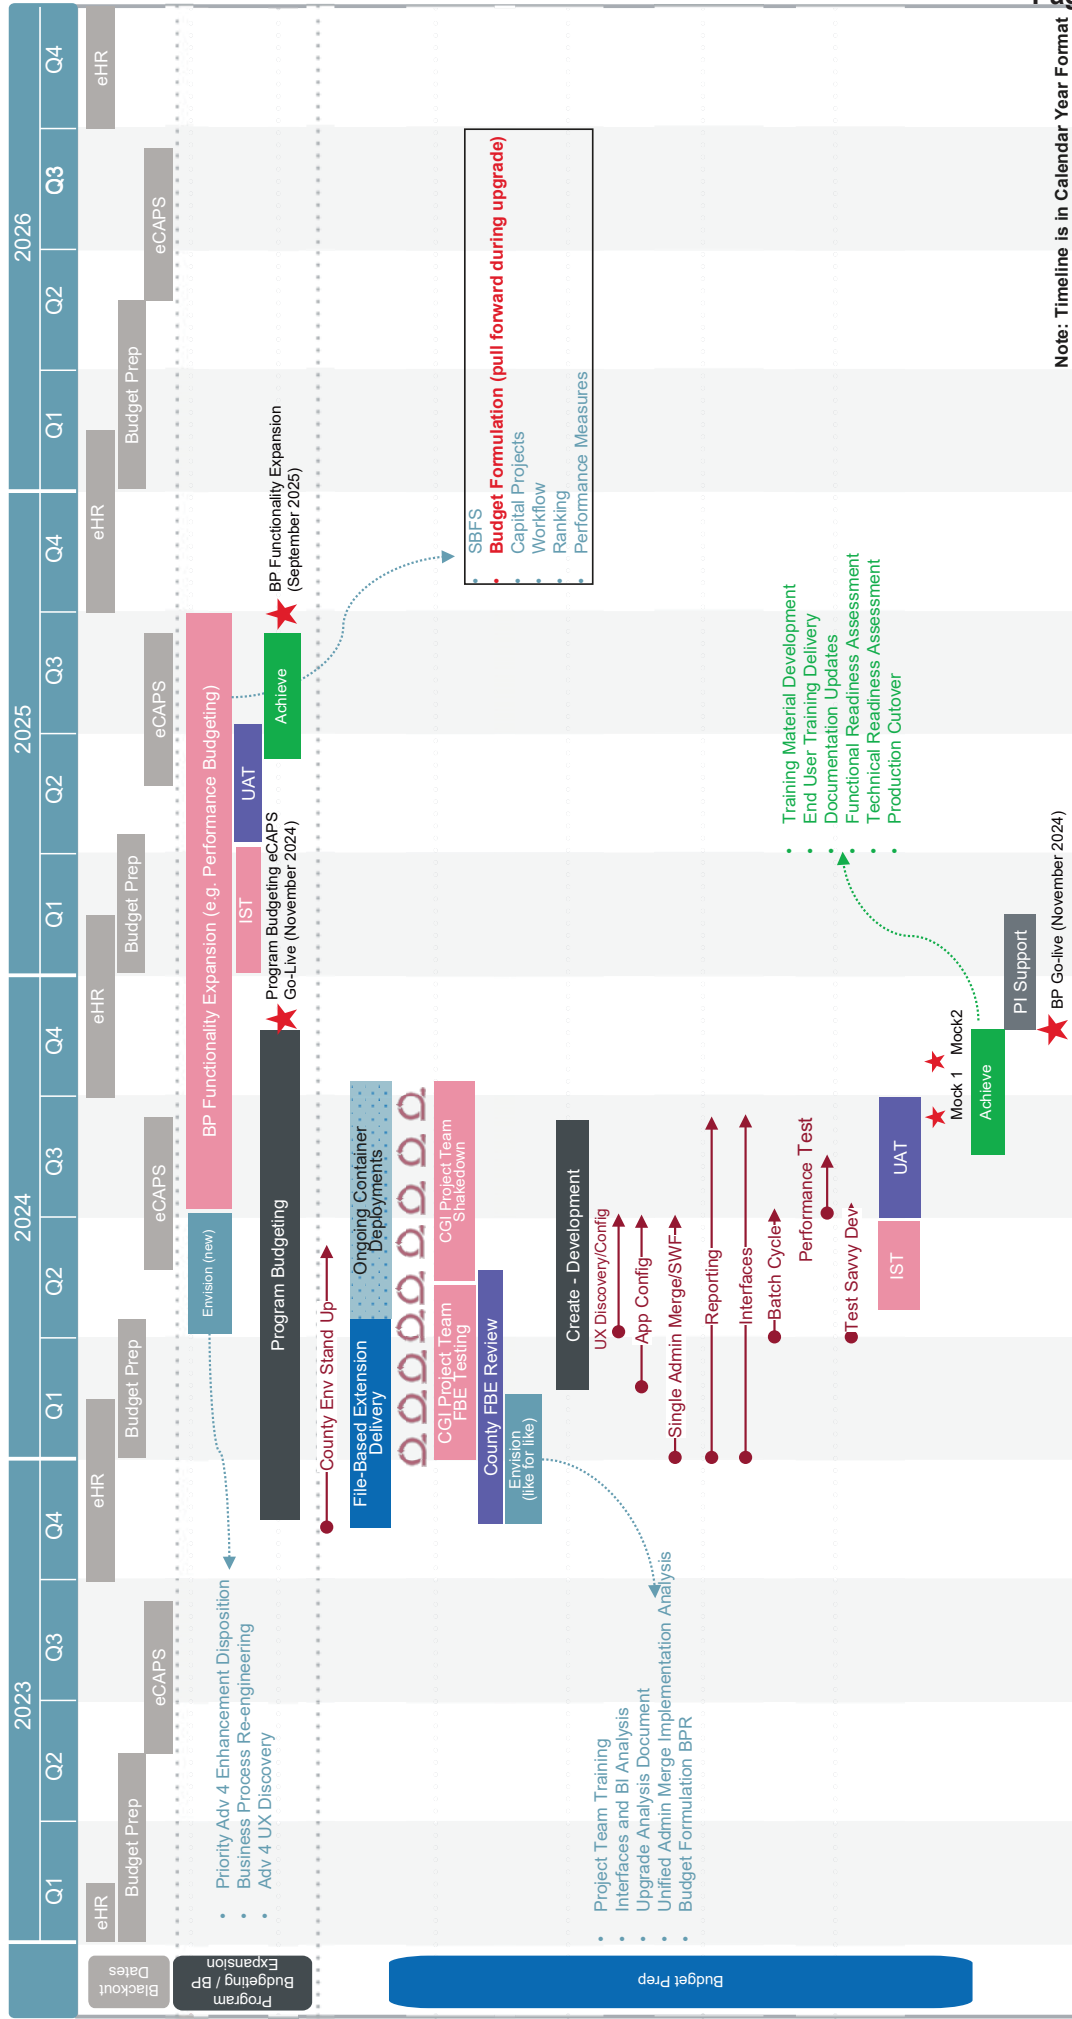 2023
2024
2025
2026
Q1
Q2
Q3
Q4
Q1
Q2
Q3
Q4
Q1
Q2
Q3
Q4
Q1
Q2
Q3
Q4
Blackout
Dates
eHR
eHR
eHR
eHR
eHR
Budget Prep
Budget Prep
Budget Prep
Budget Prep
eCAPS
eCAPS
eCAPS
eCAPS
Program
Budgeting / BP
Expansion
Envision (new)
BP Functionality Expansion (e.g. Performance Budgeting)
• Priority Adv 4 Enhancement Disposition
• Business Process Re-engineering
• Adv 4 UX Discovery
IST
UAT
Program Budgeting
Program Budgeting eCAPS
Go-Live (November 2024)
Achieve
BP Functionality Expansion
(September 2025)
Budget Prep
County Env Stand Up
File-Based Extension
Delivery
Ongoing Container
Deployments
CGI Project Team
FBE Testing
CGI Project Team
Shakedown
County FBE Review
Envision
(like for like)
• SBFS
• Budget Formulation (pull forward during upgrade)
• Capital Projects
• Workflow
• Ranking
• Performance Measures
Create - Development
• Project Team Training
• Interfaces and BI Analysis
• Upgrade Analysis Document
• Unified Admin Merge Implementation Analysis
• Budget Formulation BPR
UX Discovery/Config
App Config
Single Admin Merge/SWF
Reporting
Interfaces
Batch Cycle
Performance Test
Test Savvy Dev
• Training Material Development
• End User Training Delivery
• Documentation Updates
• Functional Readiness Assessment
• Technical Readiness Assessment
• Production Cutover
IST
UAT
Mock 1
Mock2
Achieve
PI Support
BP Go-live (November 2024)
Note: Timeline is in Calendar Year Format